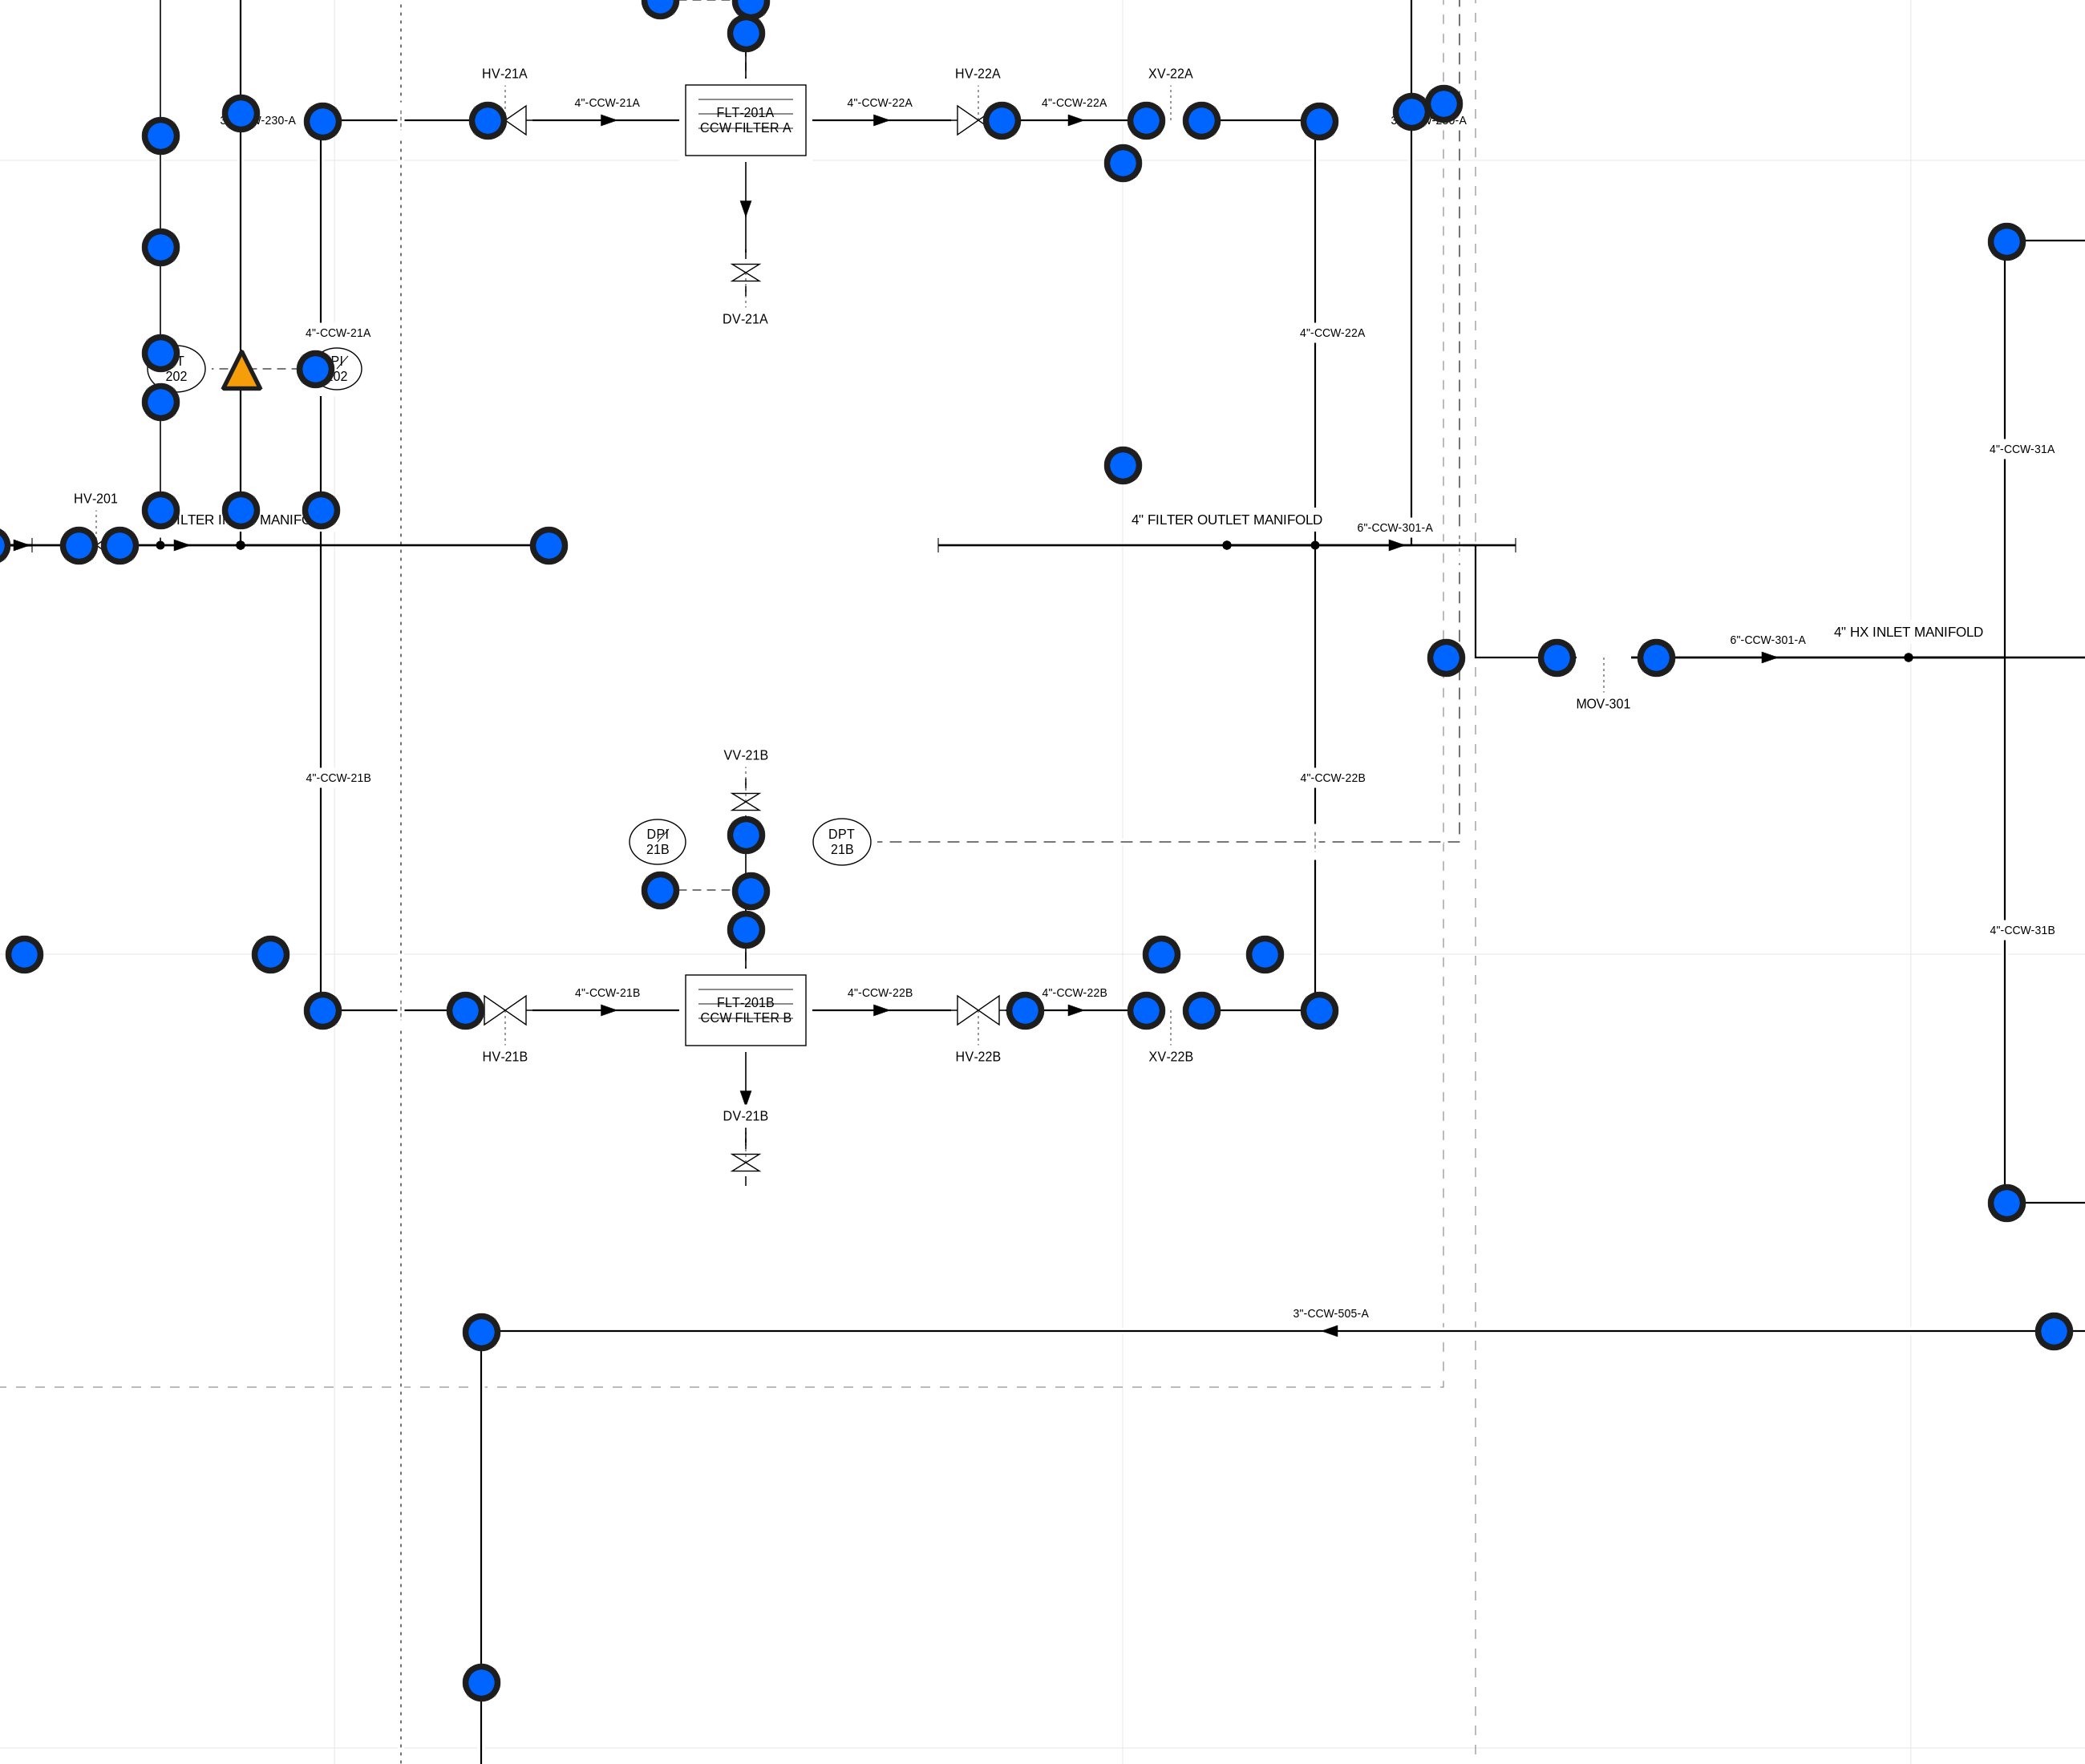 HV-21A
HV-22A
XV-22A
4"-CCW-21A
4"-CCW-22A
4"-CCW-22A
FLT-201A
CCW FILTER A
DV-21A
4"-CCW-21A
4"-CCW-22A
202
HV-201
4" FILTER OUTLET MANIFOLD
6"-CCW-301-A
4"-CCW-31A
6"-CCW-301-A
4" HX INLET MANIFOLD
MOV-301
VV-21B
4"-CCW-21B
4"-CCW-22B
DPI
21B
DPT
21B
4"-CCW-31B
4"-CCW-21B
4"-CCW-22B
4"-CCW-22B
FLT-201B
CCW FILTER B
HV-21B
HV-22B
XV-22B
DV-21B
3"-CCW-505-A